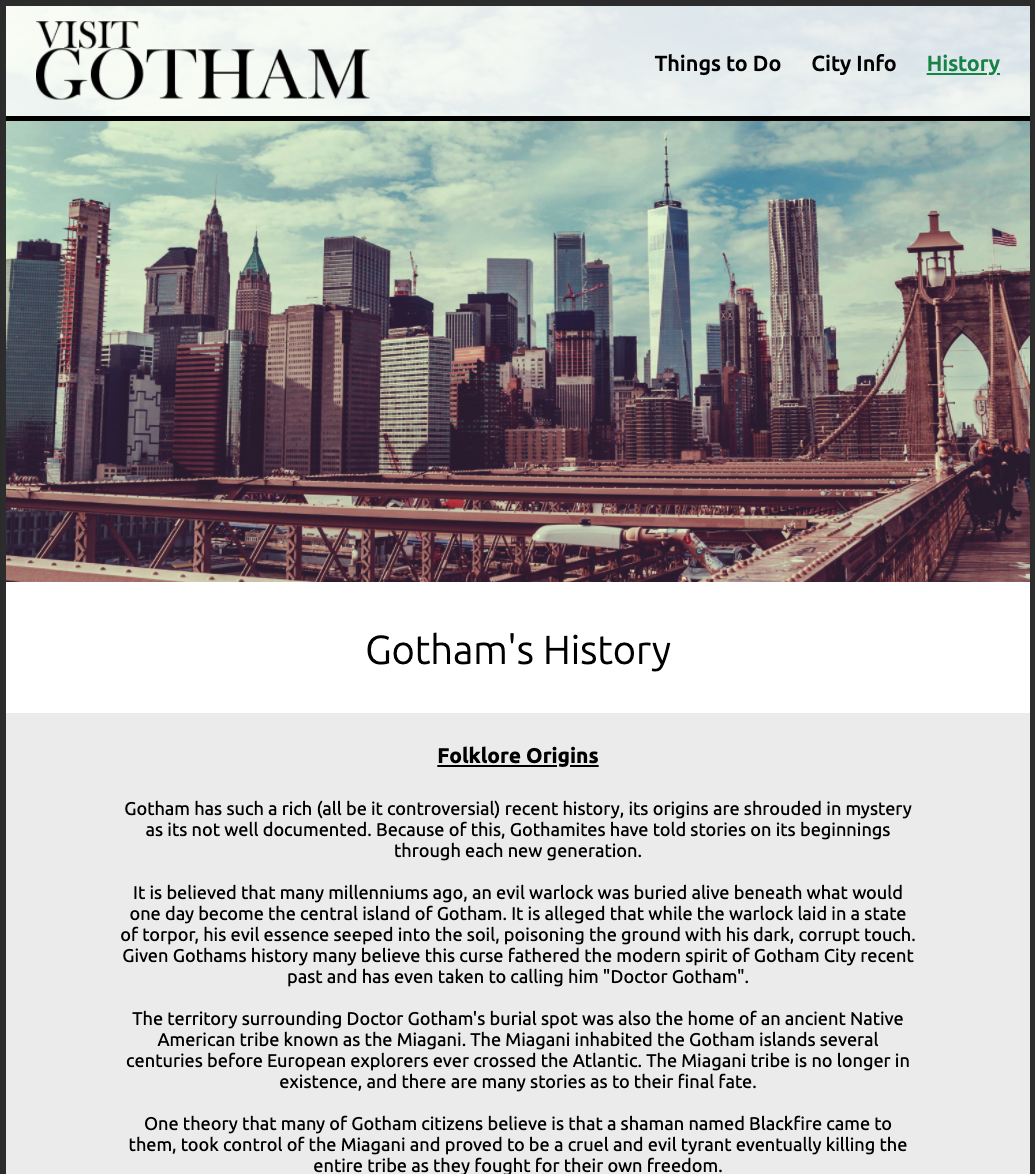 VISIT
GOTHAM
Things to Do City Info History
Gotham's History
Folklore Origins
Gotham has such a rich (all be it controversial) recent history, its origins are shrouded in mystery
as its not well documented. Because of this, Gothamites have told stories on its beginnings
through each new generation.
It is believed that many millenniums ago, an evil warlock was buried alive beneath what would
one day become the central island of Gotham. It is alleged that while the warlock laid in a state
of torpor, his evil essence seeped into the soil, poisoning the ground with his dark, corrupt touch.
Given Gothams history many believe this curse fathered the modern spirit of Gotham City recent
past and has even taken to calling him "Doctor Gotham".
The territory surrounding Doctor Gotham's burial spot was also the home of an ancient Native
American tribe known as the Miagani. The Miagani inhabited the Gotham islands several
centuries before European explorers ever crossed the Atlantic. The Miagani tribe is no longer in
existence, and there are many stories as to their final fate.
One theory that many of Gotham citizens believe is that a shaman named Blackfire came to
them, took control of the Miagani and proved to be a cruel and evil tyrant eventually killing the
entire tribe as they fought for their own freedom.